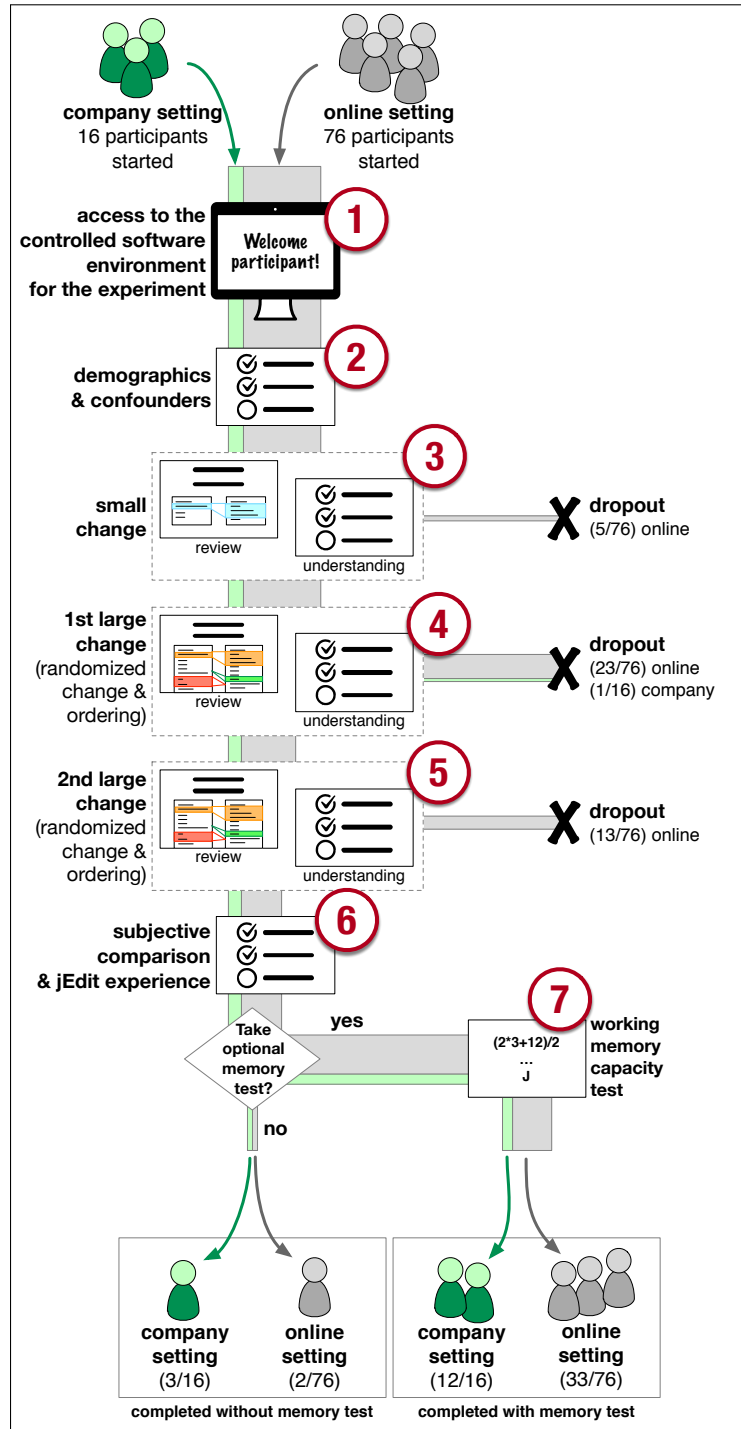 company setting
16 participants
started
online setting
76 participants
started
access to the
controlled software
environment
for the experiment
Welcome
participant!
1
demographics
& confounders
2
small
change
review
understanding
3
dropout
(5/76) online
1st large
change
(randomized
change &
ordering)
review
understanding
4
dropout
(23/76) online
(1/16) company
2nd large
change
(randomized
change &
ordering)
review
understanding
5
dropout
(13/76) online
subjective
comparison
& jEdit experience
6
Take
optional
memory
test?
yes
no
7
(2*3+12)/2
...
J
working
memory
capacity
test
company
setting
(3/16)
online
setting
(2/76)
completed without memory test
company
setting
(12/16)
online
setting
(33/76)
completed with memory test